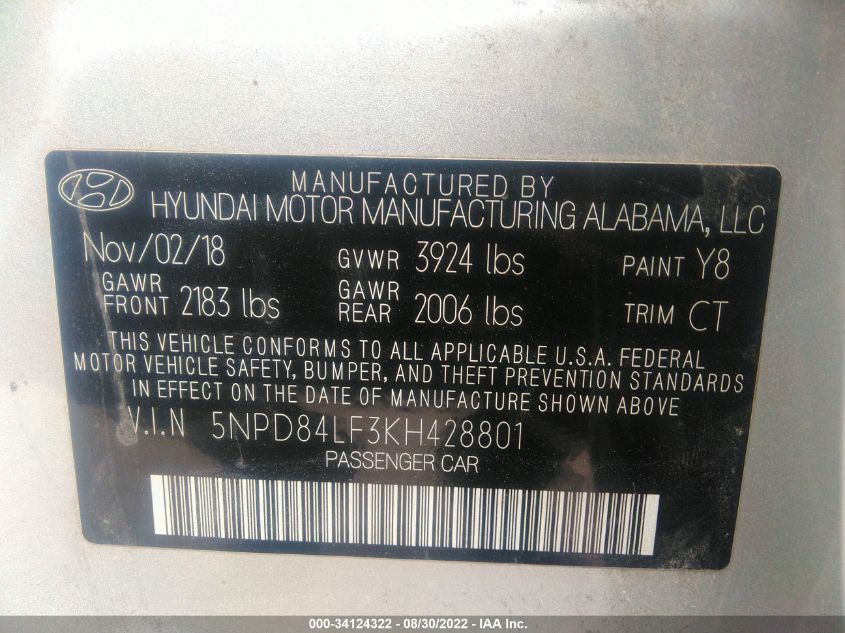 MANUFACTURED BY
HYUNDAI MOTOR MANUFACTURING ALABAMA, LLC
Nov/02/18 GVWR 3924 lbs PAINT Y8
GAWR FRONT 2183 lbs GAWR REAR 2006 lbs TRIM CT
THIS VEHICLE CONFORMS TO ALL APPLICABLE U.S.A. FEDERAL
MOTOR VEHICLE SAFETY, BUMPER, AND THEFT PREVENTION STANDARDS
IN EFFECT ON THE DATE OF MANUFACTURE SHOWN ABOVE
V.I.N 5NPD84LF3KH428801
PASSENGER CAR
000-34124322 - 08/30/2022 - IAA Inc.